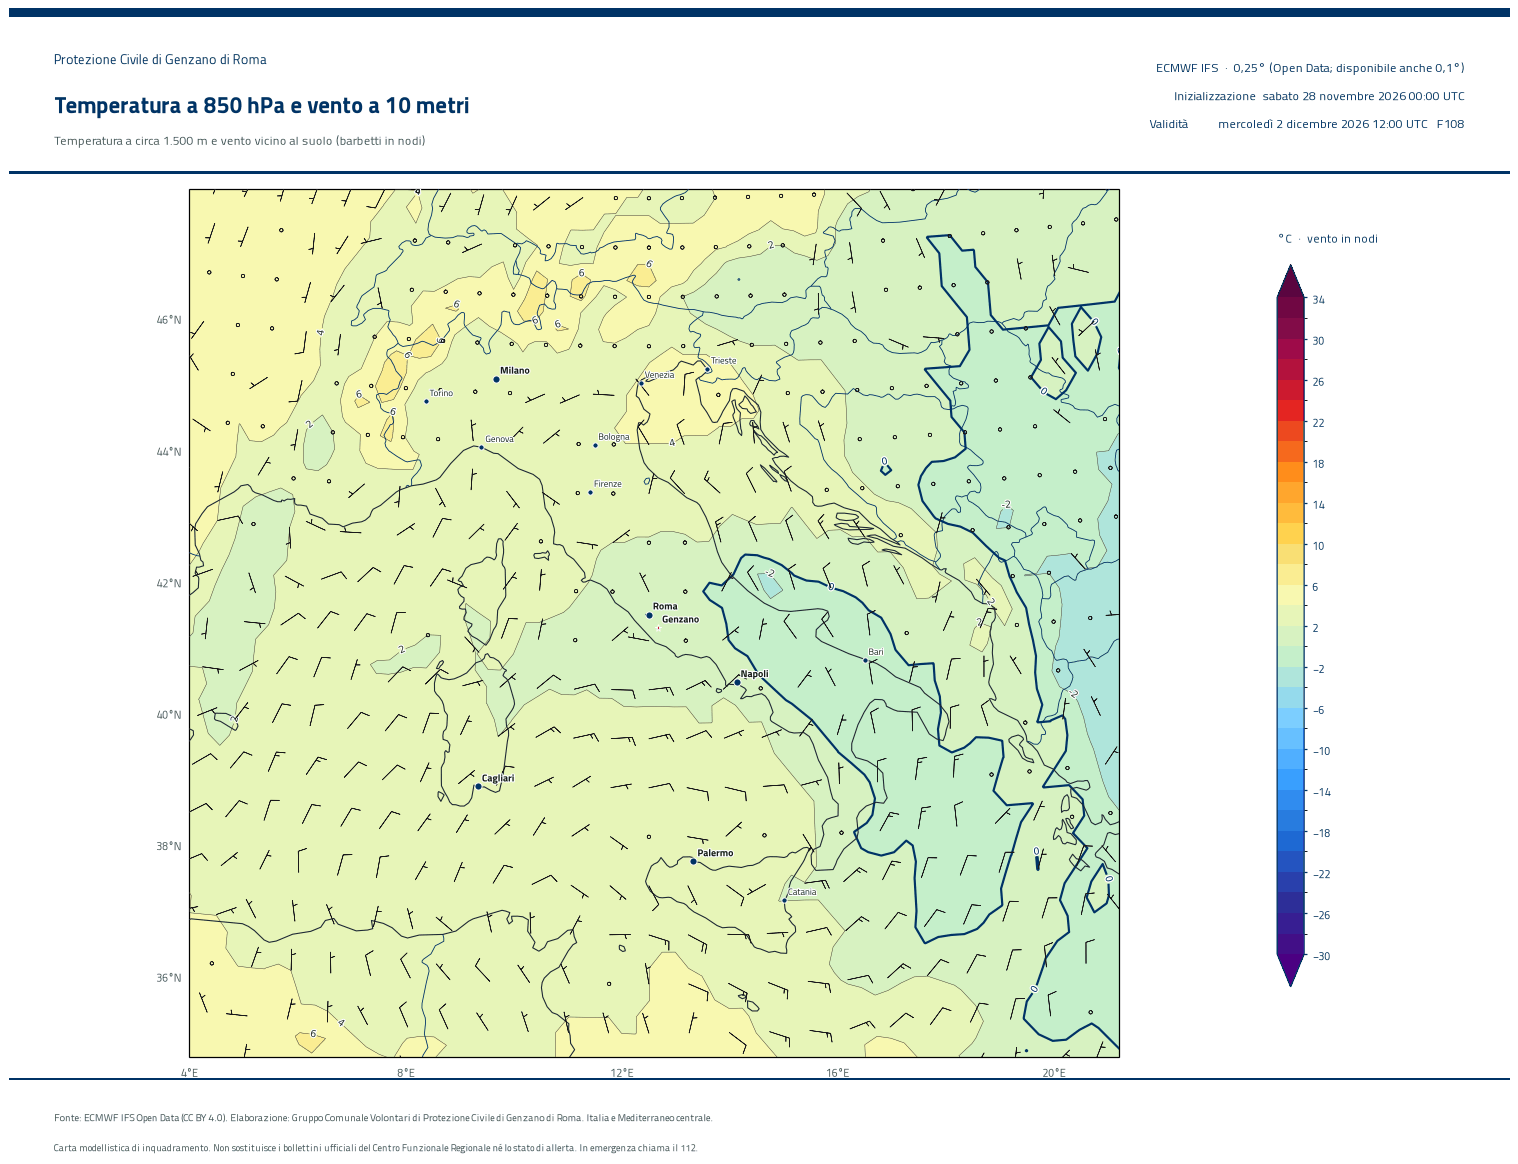 Protezione Civile di Genzano di Roma
Temperatura a 850 hPa e vento a 10 metri
Temperatura a circa 1.500 m e vento vicino al suolo (barbetti in nodi)
ECMWF IFS · 0,25° (Open Data; disponibile anche 0,1°)
Inizializzazione sabato 28 novembre 2026 00:00 UTC
Validità mercoledì 2 dicembre 2026 12:00 UTC F108
°C · vento in nodi
34
30
26
22
18
14
10
6
2
−2
−6
−10
−14
−18
−22
−26
−30
46°N
44°N
42°N
40°N
38°N
36°N
4°E
8°E
12°E
16°E
20°E
Milano
Torino
Venezia
Trieste
Genova
Bologna
Firenze
Roma
Genzano
Napoli
Bari
Cagliari
Palermo
Catania
Fonte: ECMWF IFS Open Data (CC BY 4.0). Elaborazione: Gruppo Comunale Volontari di Protezione Civile di Genzano di Roma. Italia e Mediterraneo centrale.
Carta modellistica di inquadramento. Non sostituisce i bollettini ufficiali del Centro Funzionale Regionale né lo stato di allerta. In emergenza chiama il 112.